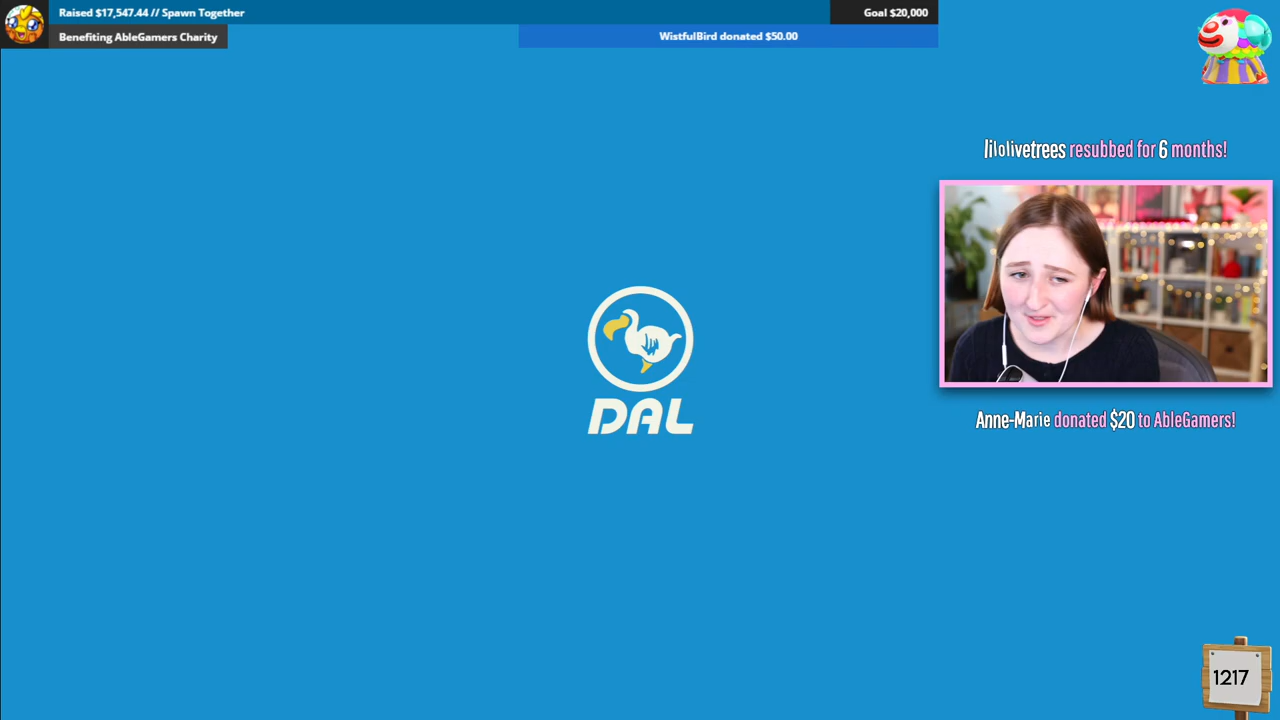 Raised $17,547.44 // Spawn Together
Goal $20,000
Benefiting AbleGamers Charity
WistfulBird donated $50.00
lilolivetrees resubbed for 6 months!
DAL
Anne-Marie donated $20 to AbleGamers!
1217